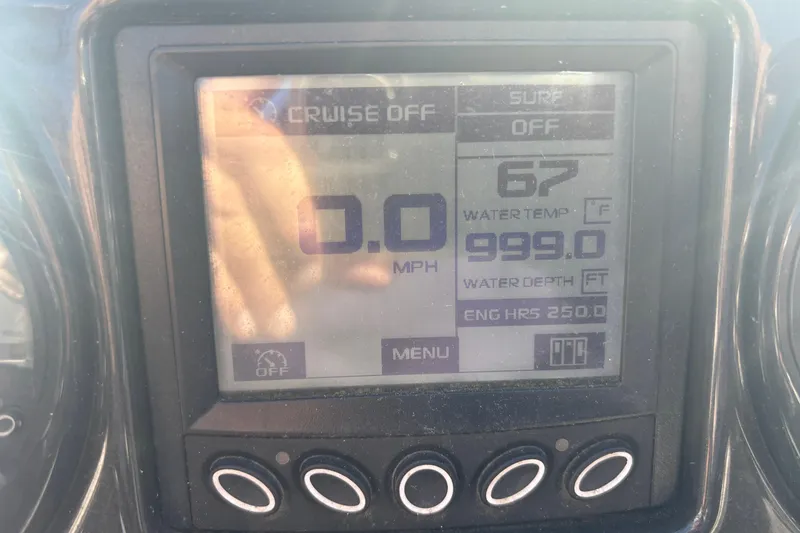 CRUISE OFF
SURF
OFF
0.0
MPH
67
WATER TEMP °F
999.0
WATER DEPTH FT
ENG HRS 250.0
OFF
MENU